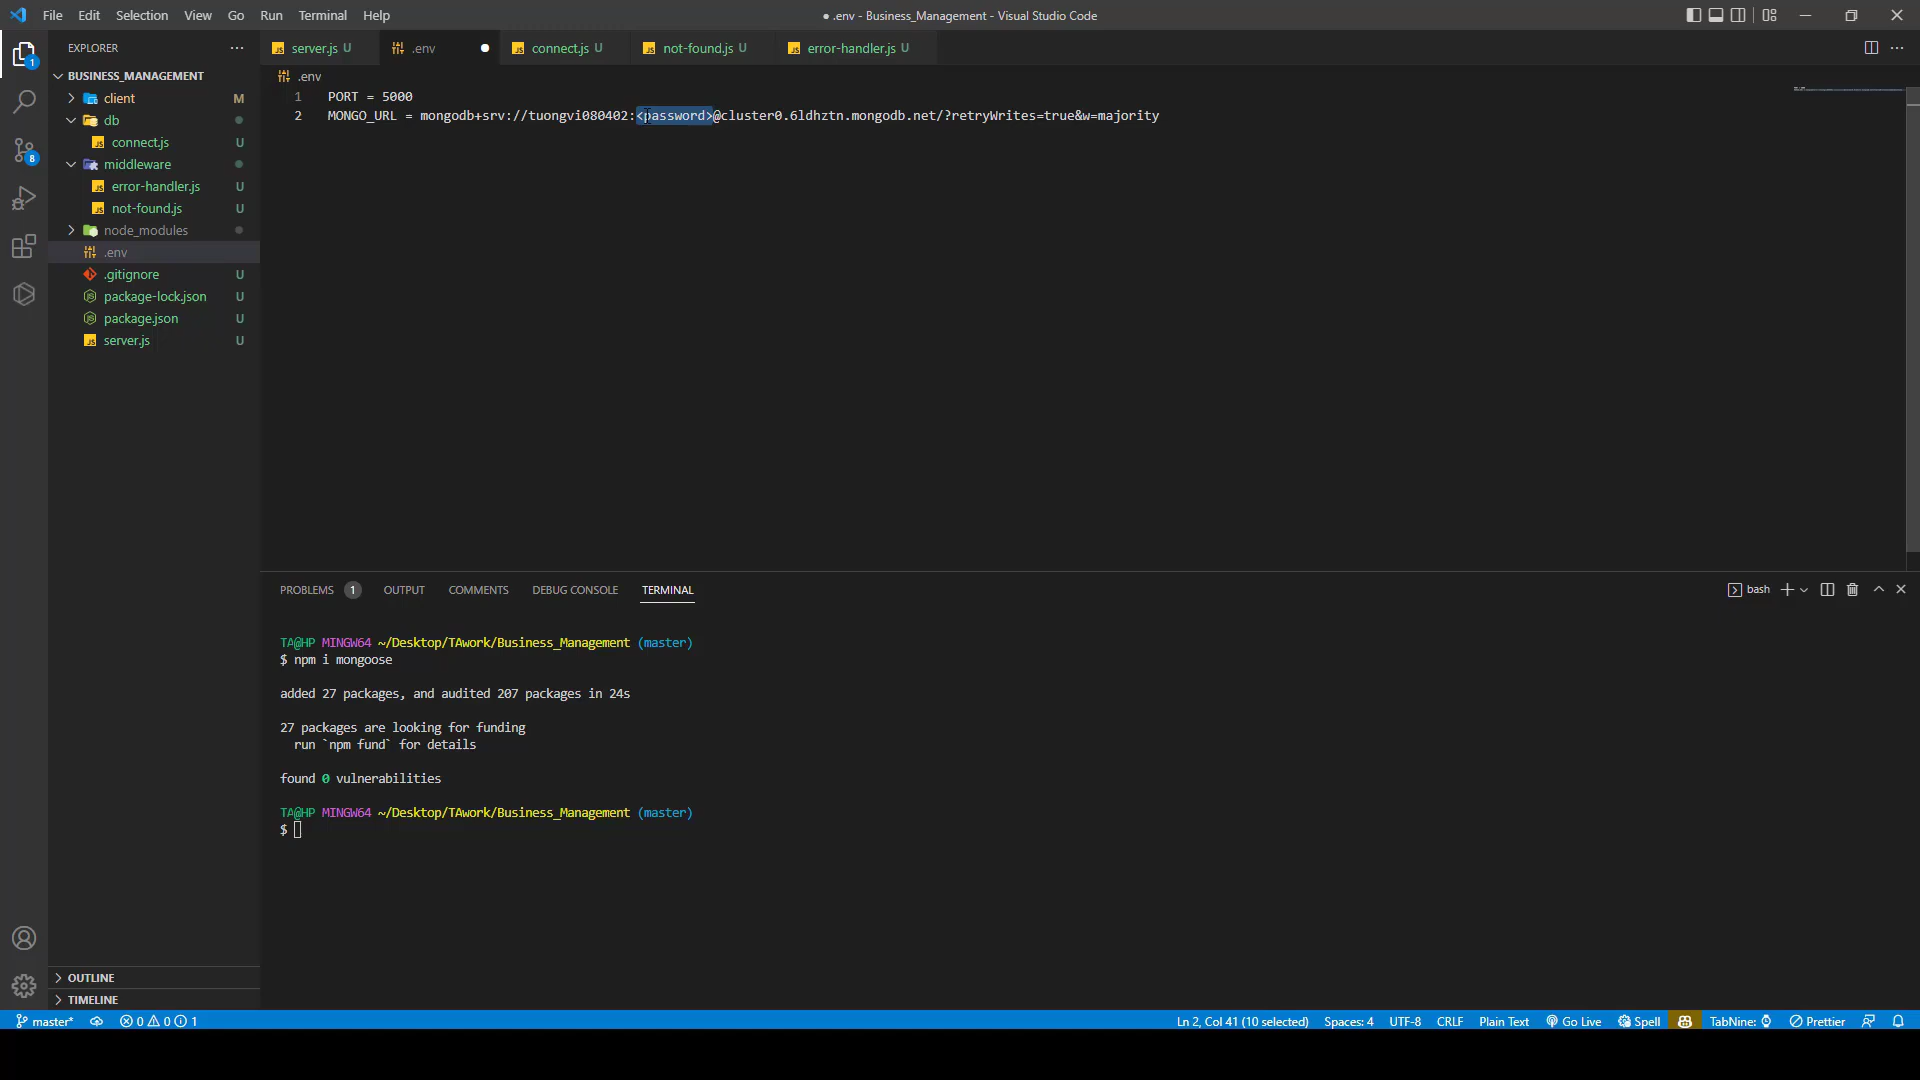 File Edit Selection View Go Run Terminal Help
● .env - Business_Management - Visual Studio Code
EXPLORER
BUSINESS_MANAGEMENT
client M
db
connect.js U
middleware
error-handler.js U
not-found.js U
node_modules
.env
.gitignore U
package-lock.json U
package.json U
server.js U
OUTLINE
TIMELINE
1
8
server.js U .env connect.js U not-found.js U error-handler.js U
.env
1 PORT = 5000
2 MONGO_URL = mongodb+srv://tuongvi080402:<password>@cluster0.6ldhztn.mongodb.net/?retryWrites=true&w=majority
PROBLEMS 1 OUTPUT COMMENTS DEBUG CONSOLE TERMINAL
bash
TA@HP MINGW64 ~/Desktop/TAwork/Business_Management (master)
$ npm i mongoose
added 27 packages, and audited 207 packages in 24s
27 packages are looking for funding
run `npm fund` for details
found 0 vulnerabilities
TA@HP MINGW64 ~/Desktop/TAwork/Business_Management (master)
$
master* 0 0 1
Ln 2, Col 41 (10 selected) Spaces: 4 UTF-8 CRLF Plain Text Go Live Spell TabNine: Prettier